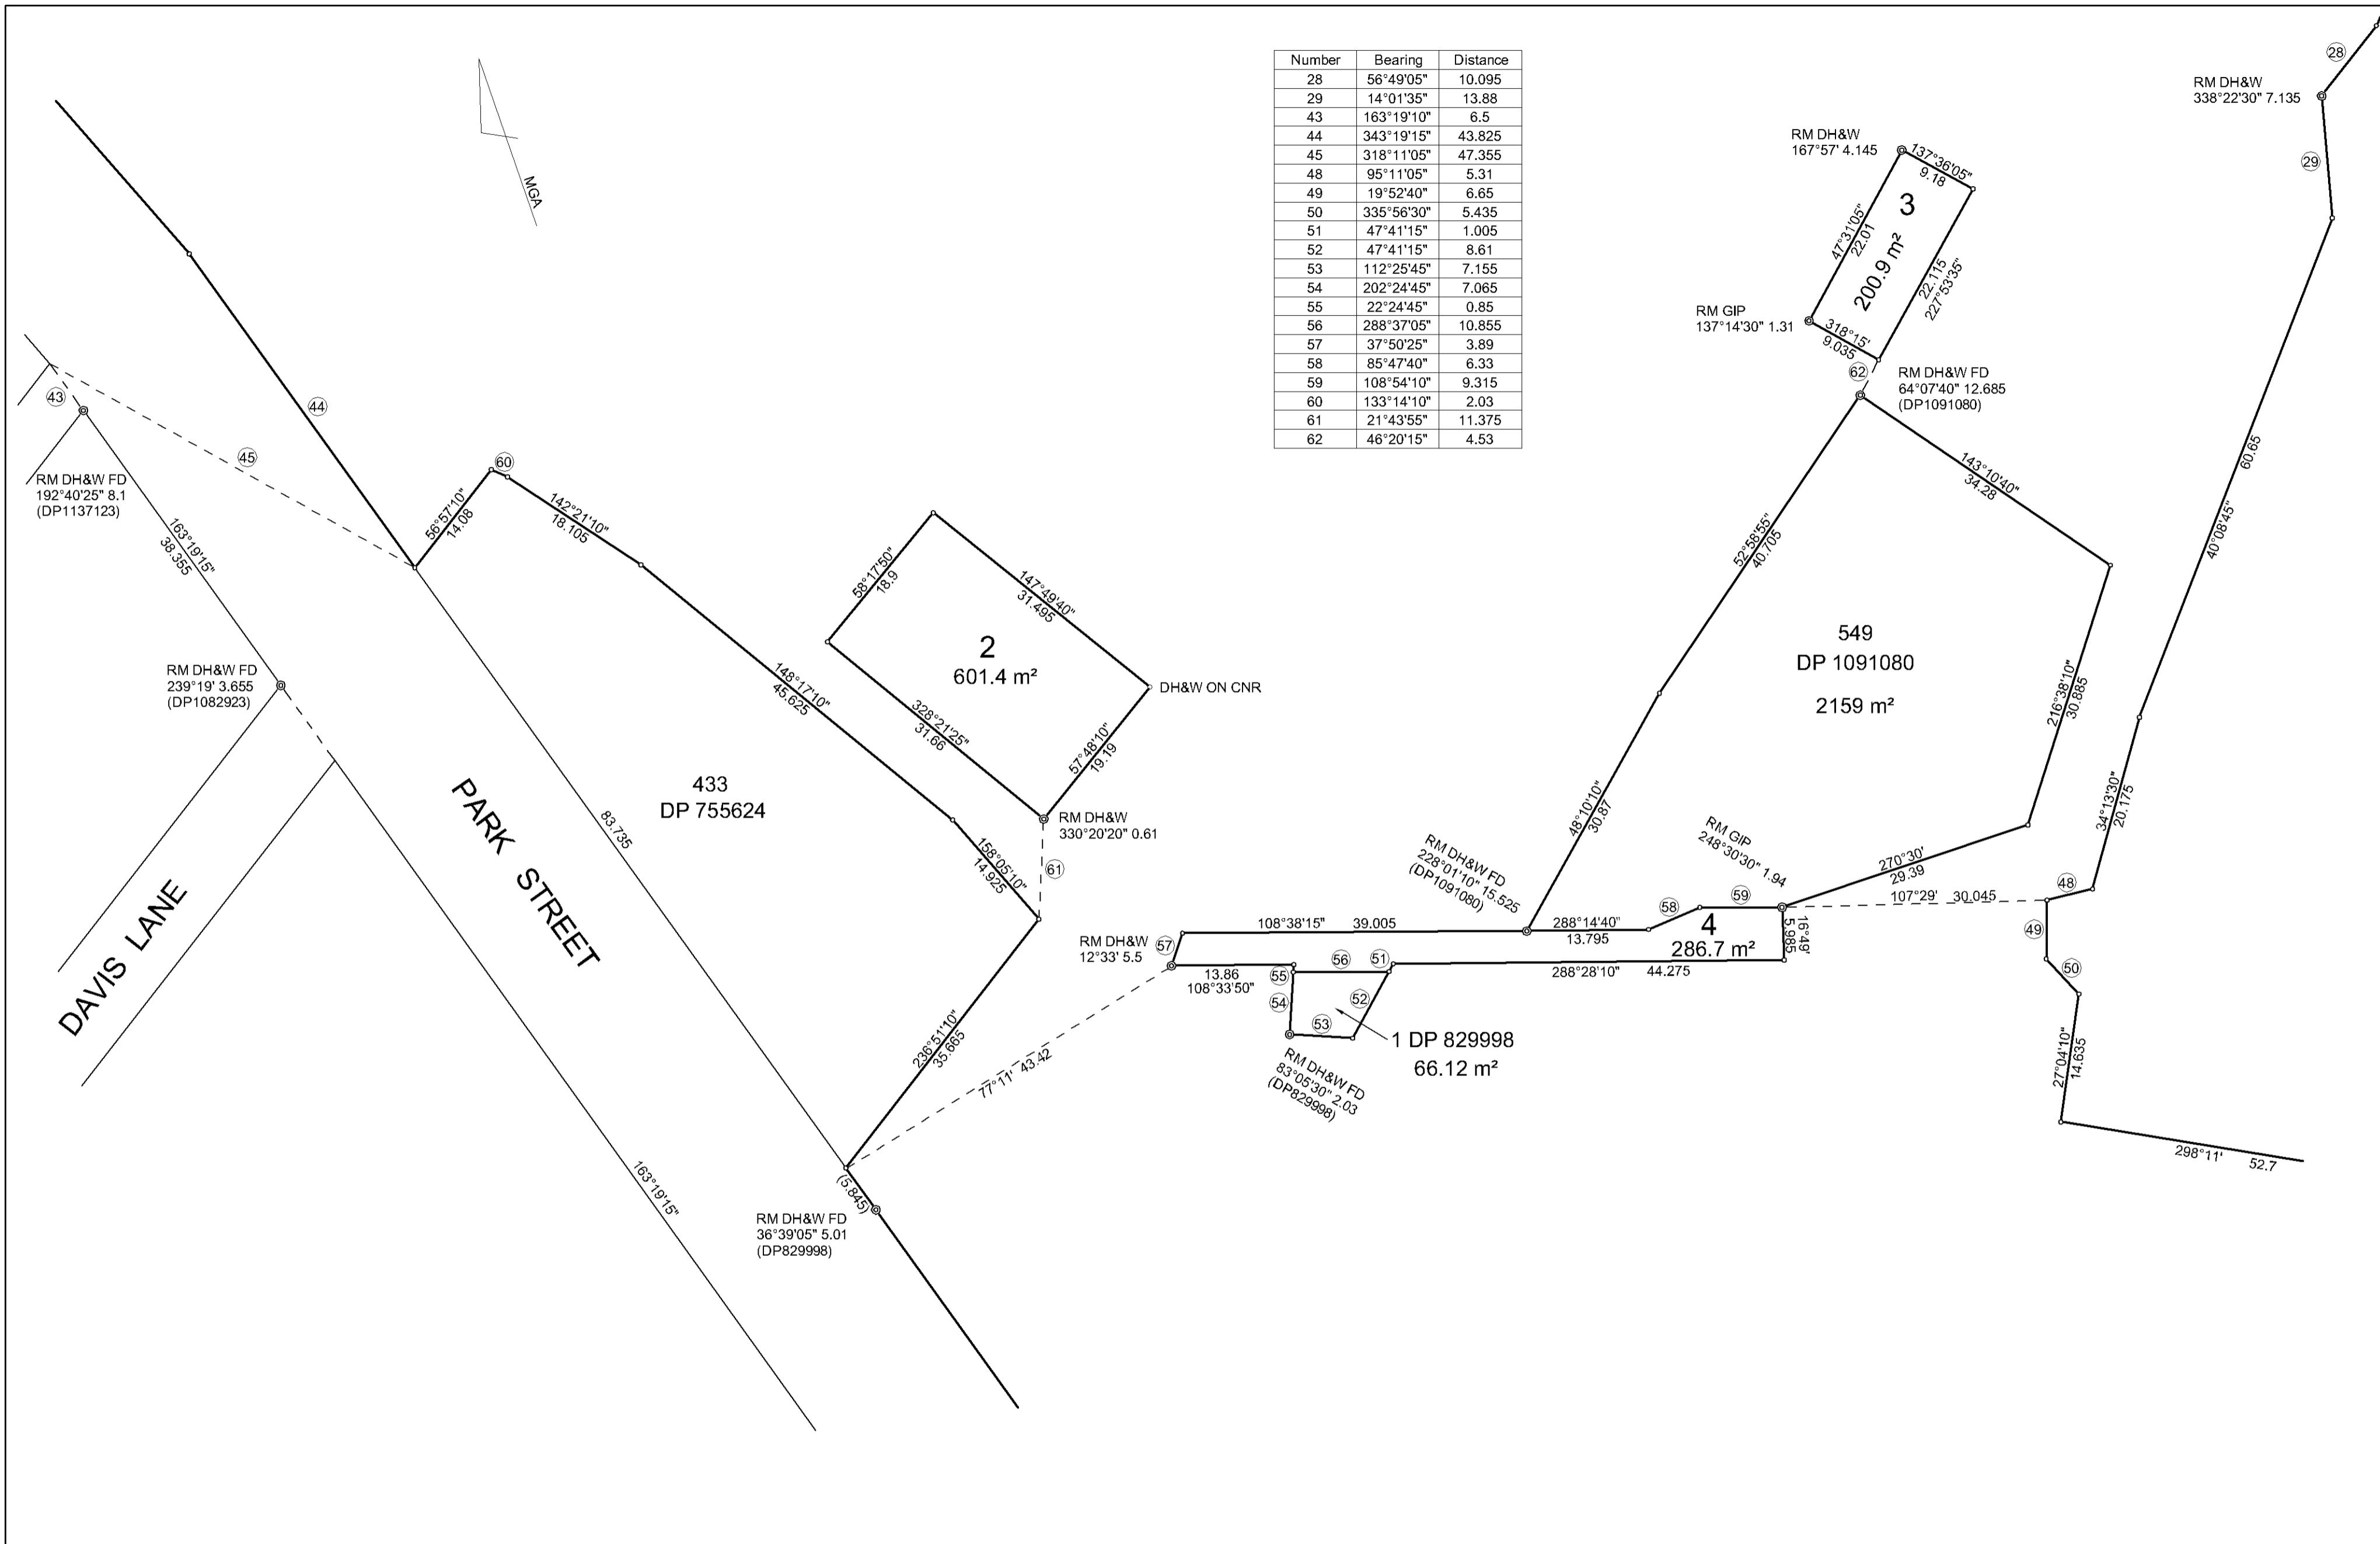 Number Bearing Distance
28 56°49'05" 10.095
29 14°01'35" 13.88
43 163°19'10" 6.5
44 343°19'15" 43.825
45 318°11'05" 47.355
48 95°11'05" 5.31
49 19°52'40" 6.65
50 335°56'30" 5.435
51 47°41'15" 1.005
52 47°41'15" 8.61
53 112°25'45" 7.155
54 202°24'45" 7.065
55 22°24'45" 0.85
56 288°37'05" 10.855
57 37°50'25" 3.89
58 85°47'40" 6.33
59 108°54'10" 9.315
60 133°14'10" 2.03
61 21°43'55" 11.375
62 46°20'15" 4.53
MGA
43
44
45
RM DH&W FD
192°40'25" 8.1
(DP1137123)
163°19'15"
38.355
RM DH&W FD
239°19' 3.655
(DP1082923)
DAVIS LANE
PARK STREET
163°19'15"
83.735
56°57'10"
14.08
60
142°21'10"
18.105
148°17'10"
45.625
433
DP 755624
158°05'10"
14.925
236°51'10"
35.665
(5.845)
RM DH&W FD
36°39'05" 5.01
(DP829998)
58°17'50"
18.9
147°49'40"
31.495
2
601.4 m²
328°21'25"
31.66
57°48'10"
19.19
DH&W ON CNR
RM DH&W
330°20'20" 0.61
61
77°11' 43.42
RM DH&W
12°33' 5.5
57
108°38'15" 39.005
13.86
108°33'50"
55
56
51
54
52
53
1 DP 829998
66.12 m²
RM DH&W FD
83°05'30" 2.03
(DP829998)
RM DH&W FD
228°01'10" 15.525
(DP1091080)
288°14'40"
13.795
58
59
4
286.7 m²
288°28'10" 44.275
16°49'
5.985
RM GIP
248°30'30" 1.94
48°10'10"
30.87
52°58'55"
40.705
549
DP 1091080
2159 m²
143°10'40"
34.28
216°38'10"
30.885
270°30'
29.39
107°29' 30.045
RM DH&W
167°57' 4.145
137°36'05"
9.18
3
200.9 m²
47°31'05"
22.01
22.115
227°53'35"
RM GIP
137°14'30" 1.31
318°15'
9.035
62
RM DH&W FD
64°07'40" 12.685
(DP1091080)
28
RM DH&W
338°22'30" 7.135
29
60.65
40°08'45"
34°13'30"
20.175
48
49
50
27°04'10"
14.635
298°11' 52.7